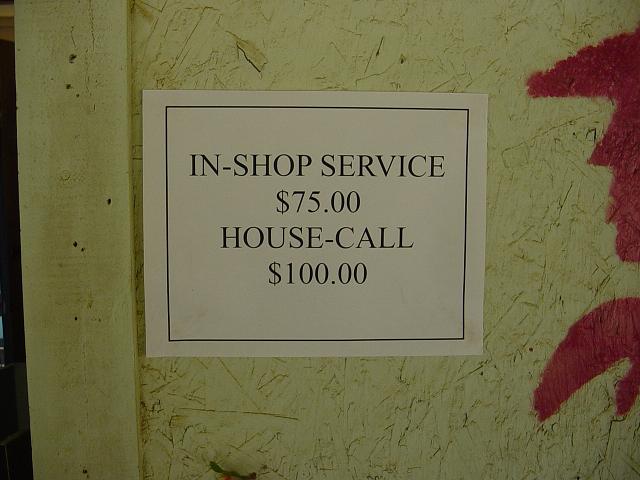 IN-SHOP SERVICE
$75.00
HOUSE-CALL
$100.00